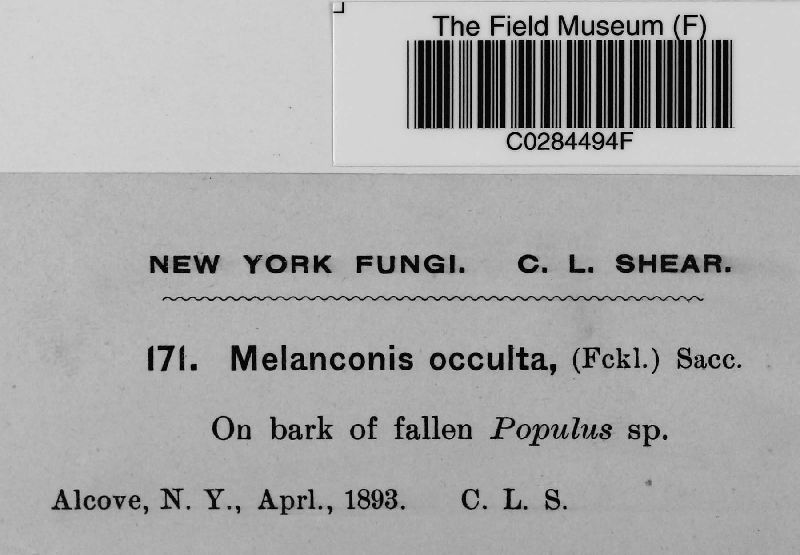 The Field Museum (F)
C0284494F
NEW YORK FUNGI. C. L. SHEAR.
171. Melanconis occulta, (Fckl.) Sacc.
On bark of fallen Populus sp.
Alcove, N. Y., Aprl., 1893. C. L. S.